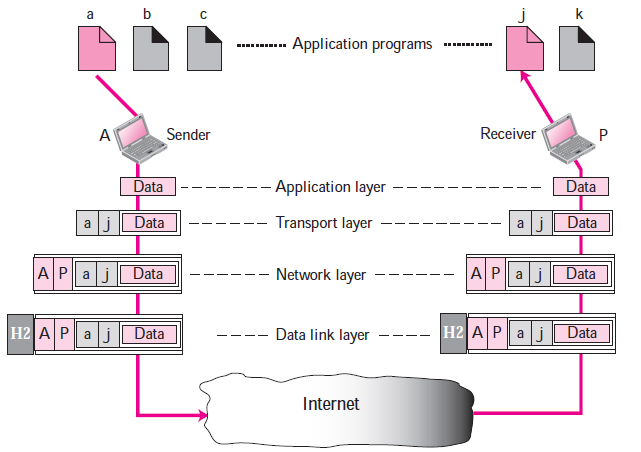 a b c j k
Application programs
A Sender Receiver P
Data Application layer Data
a j Data Transport layer a j Data
A P a j Data Network layer A P a j Data
H2 A P a j Data Data link layer H2 A P a j Data
Internet